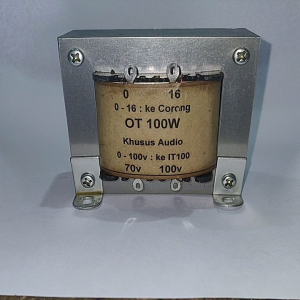 0 16
0 - 16 : ke Corong
OT 100W
Khusus Audio
0 - 100v : ke IT100
70v 100v